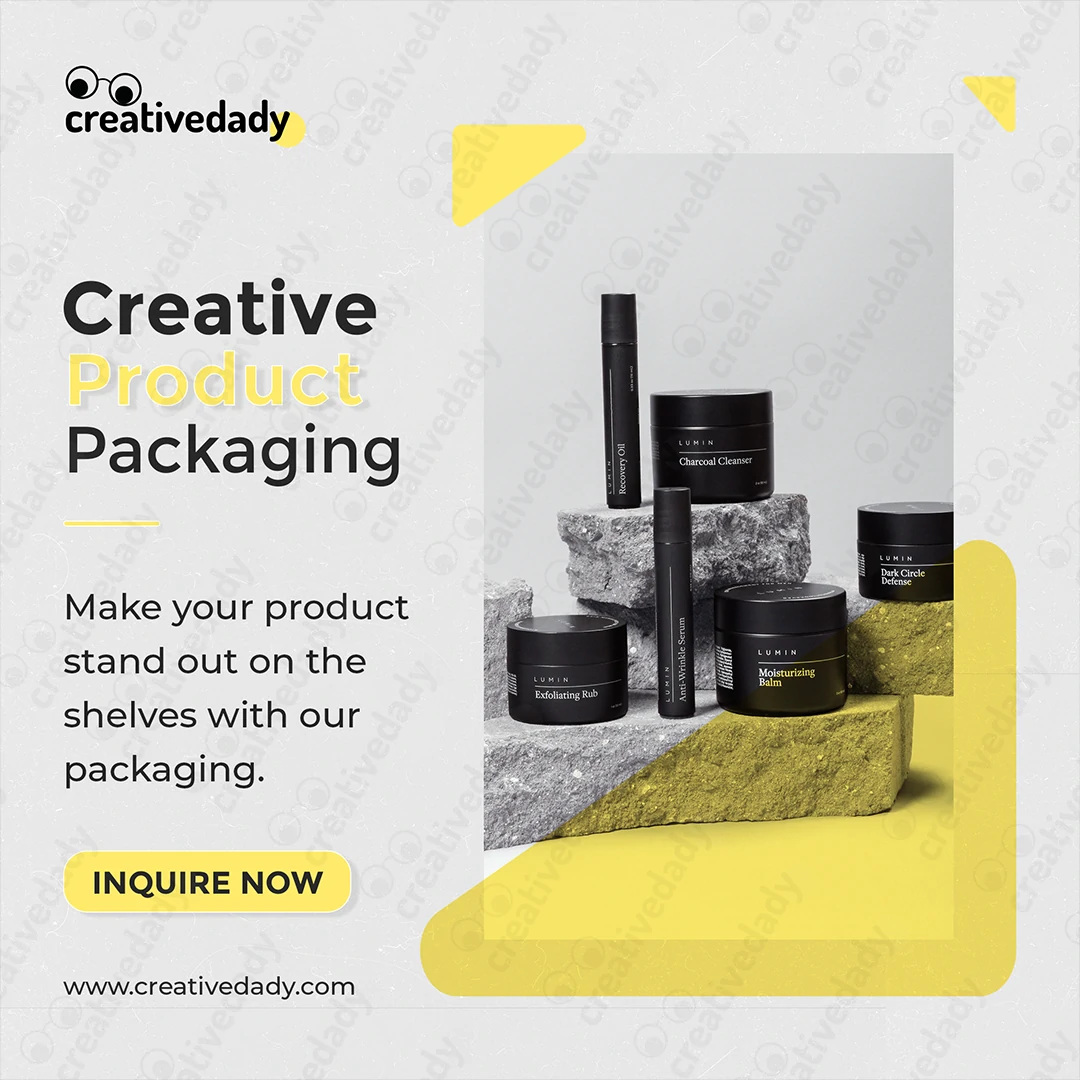 creativedady
Creative
Product
Packaging
Make your product
stand out on the
shelves with our
packaging.
INQUIRE NOW
www.creativedady.com
LUMIN
Recovery Oil
LUMIN
Charcoal Cleanser
LUMIN
Dark Circle
Defense
LUMIN
Exfoliating Rub
LUMIN
Anti-Wrinkle Serum
LUMIN
Moisturizing
Balm